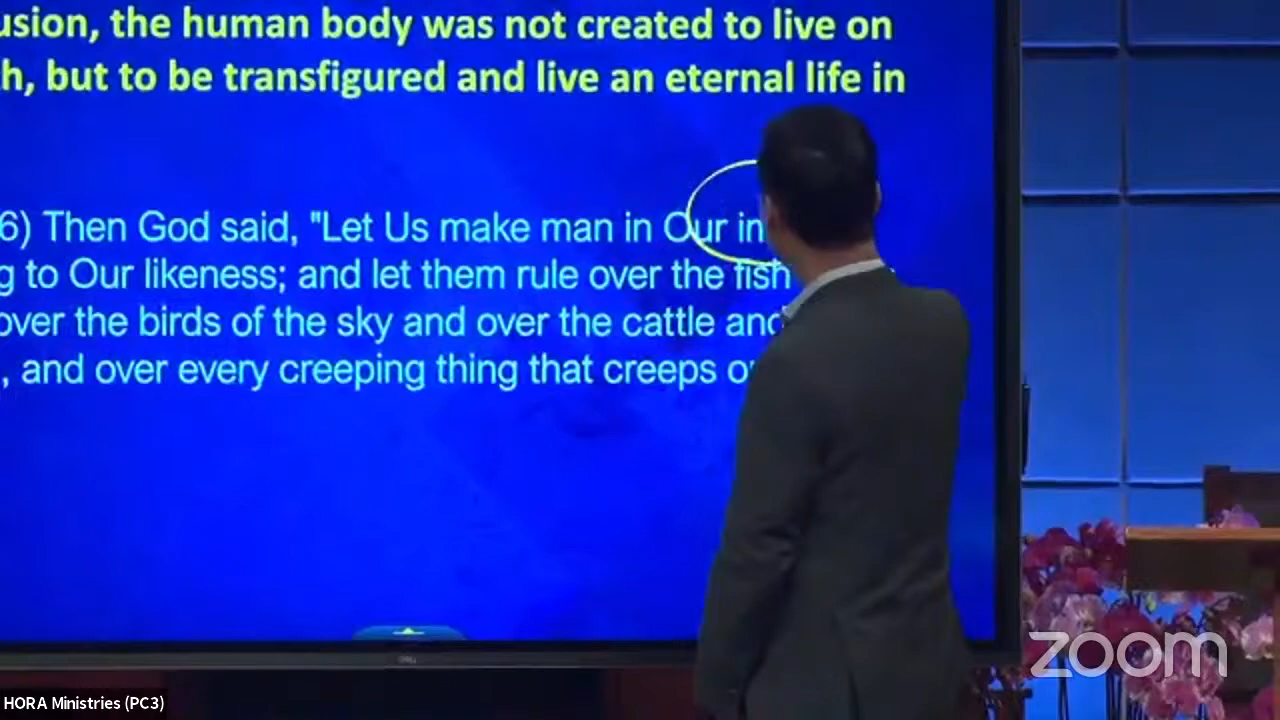 usion, the human body was not created to live on
h, but to be transfigured and live an eternal life in
6) Then God said, "Let Us make man in Our in
g to Our likeness; and let them rule over the fish
over the birds of the sky and over the cattle and
, and over every creeping thing that creeps o
zoom
HORA Ministries (PC3)